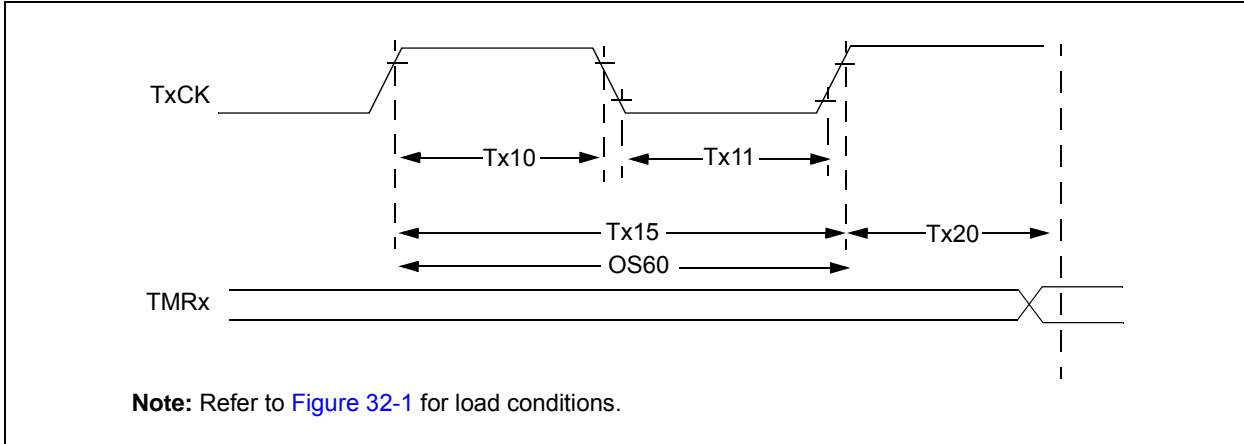 TxCK
Tx10
Tx11
Tx15
Tx20
OS60
TMRx
Note: Refer to Figure 32-1 for load conditions.